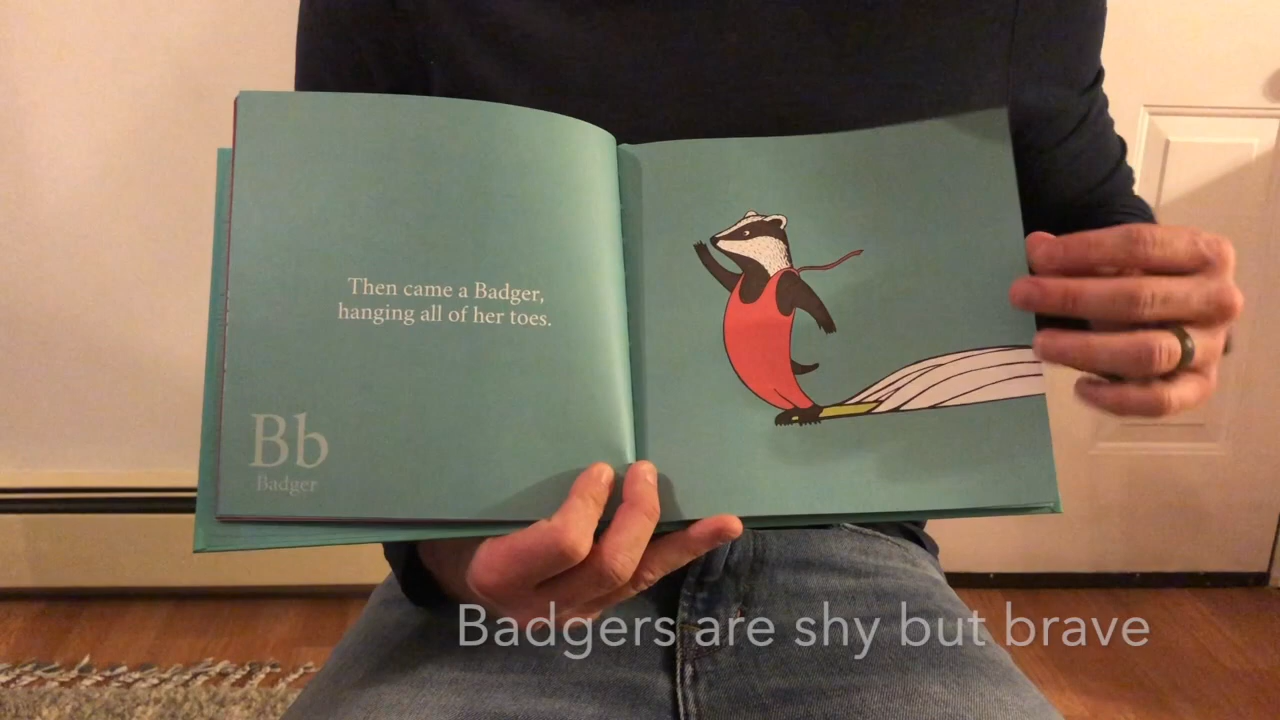 Then came a Badger,
hanging all of her toes.
Bb
Badger
Badgers are shy but brave